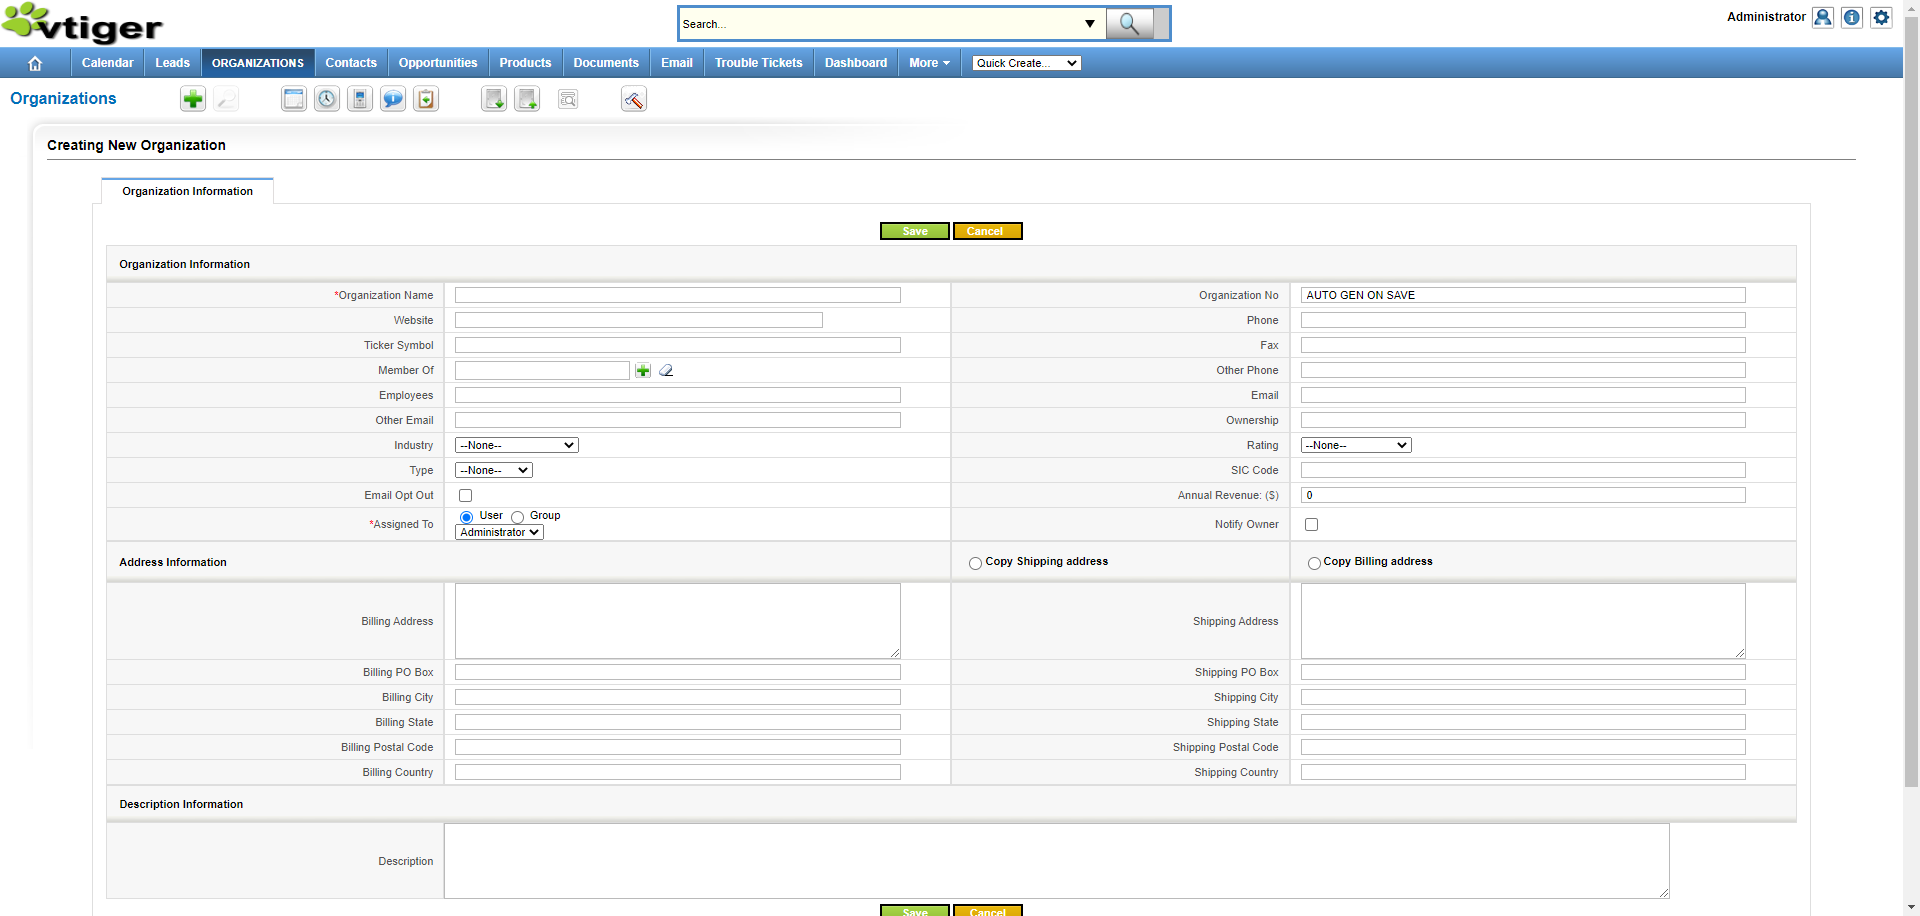 vtiger
Search...
Administrator
Calendar Leads ORGANIZATIONS Contacts Opportunities Products Documents Email Trouble Tickets Dashboard More Quick Create...
Organizations
Creating New Organization
Organization Information
Save Cancel
Organization Information
*Organization Name Organization No AUTO GEN ON SAVE
Website Phone
Ticker Symbol Fax
Member Of Other Phone
Employees Email
Other Email Ownership
Industry --None-- Rating --None--
Type --None-- SIC Code
Email Opt Out Annual Revenue: ($) 0
*Assigned To User Group Administrator Notify Owner
Address Information Copy Shipping address Copy Billing address
Billing Address Shipping Address
Billing PO Box Shipping PO Box
Billing City Shipping City
Billing State Shipping State
Billing Postal Code Shipping Postal Code
Billing Country Shipping Country
Description Information
Description
Save Cancel